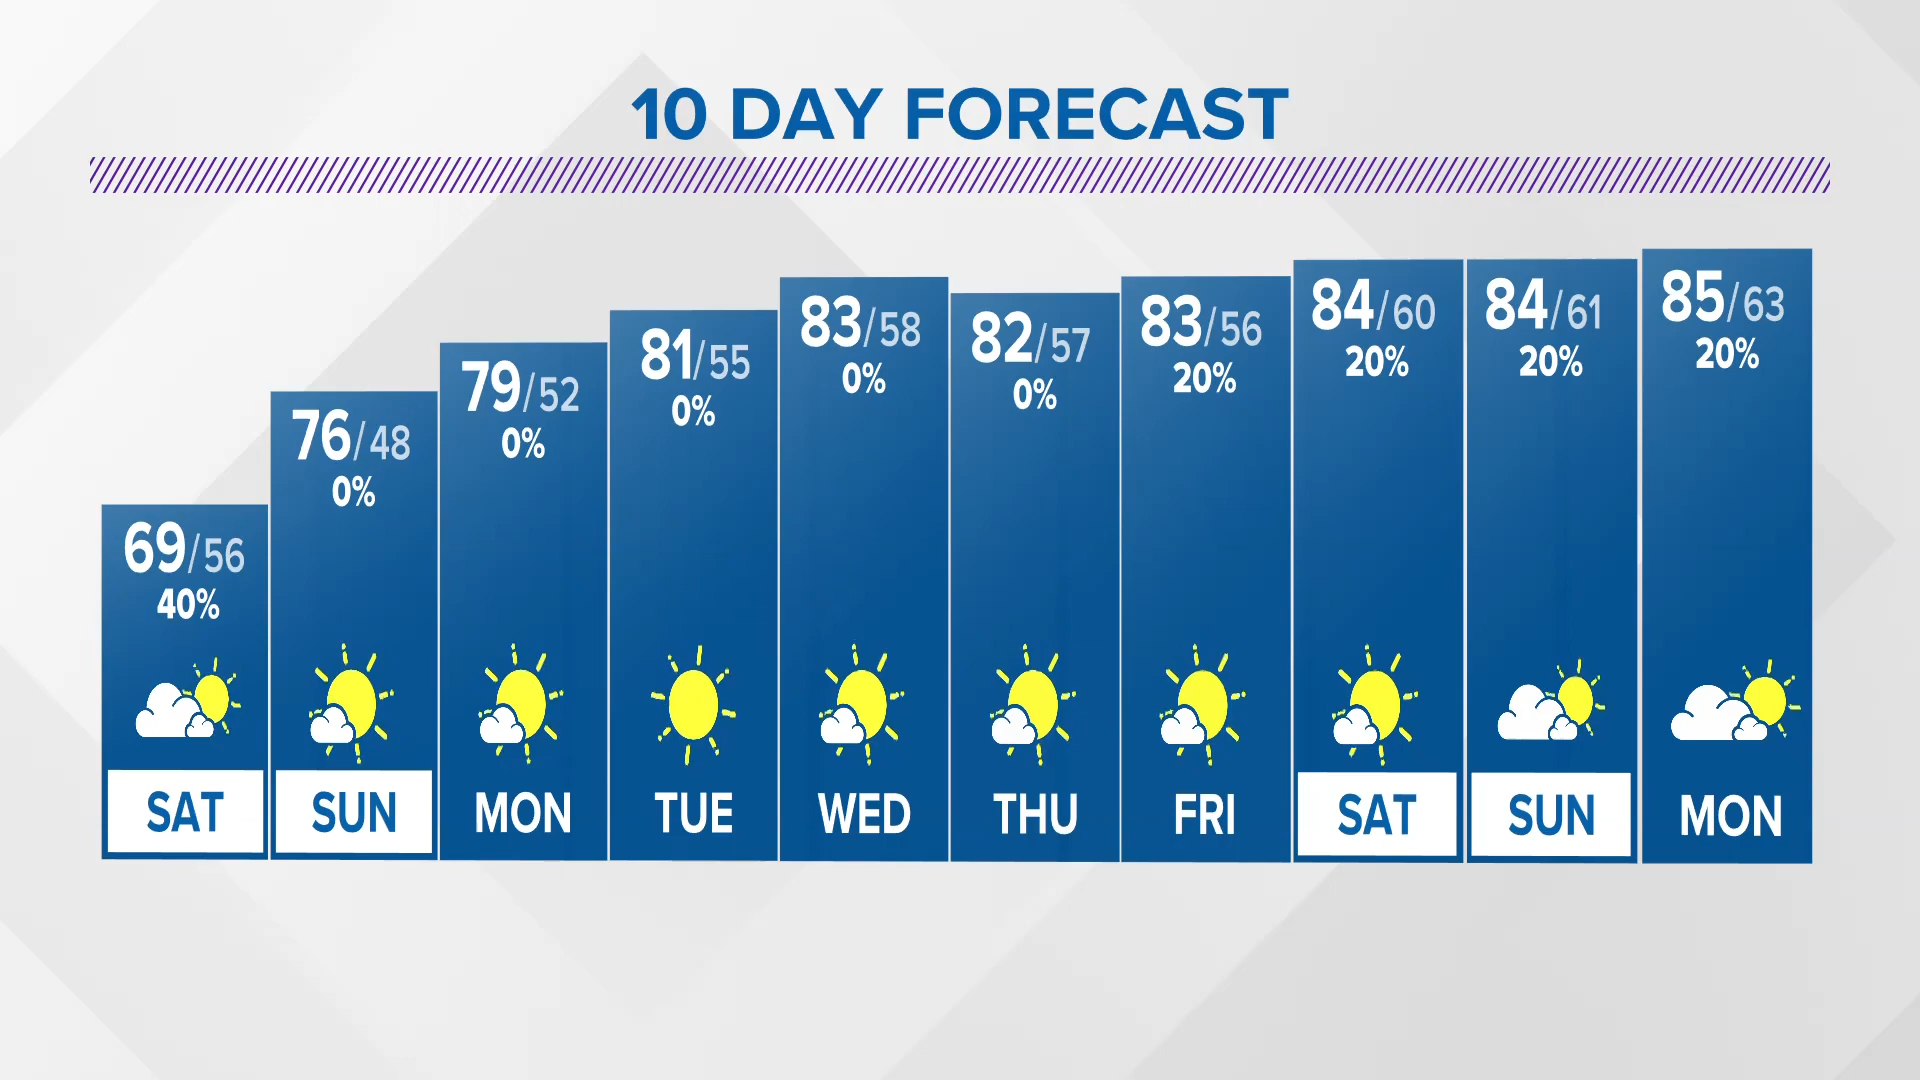 10 DAY FORECAST
69/56
40%
SAT
76/48
0%
SUN
79/52
0%
MON
81/55
0%
TUE
83/58
0%
WED
82/57
0%
THU
83/56
20%
FRI
84/60
20%
SAT
84/61
20%
SUN
85/63
20%
MON